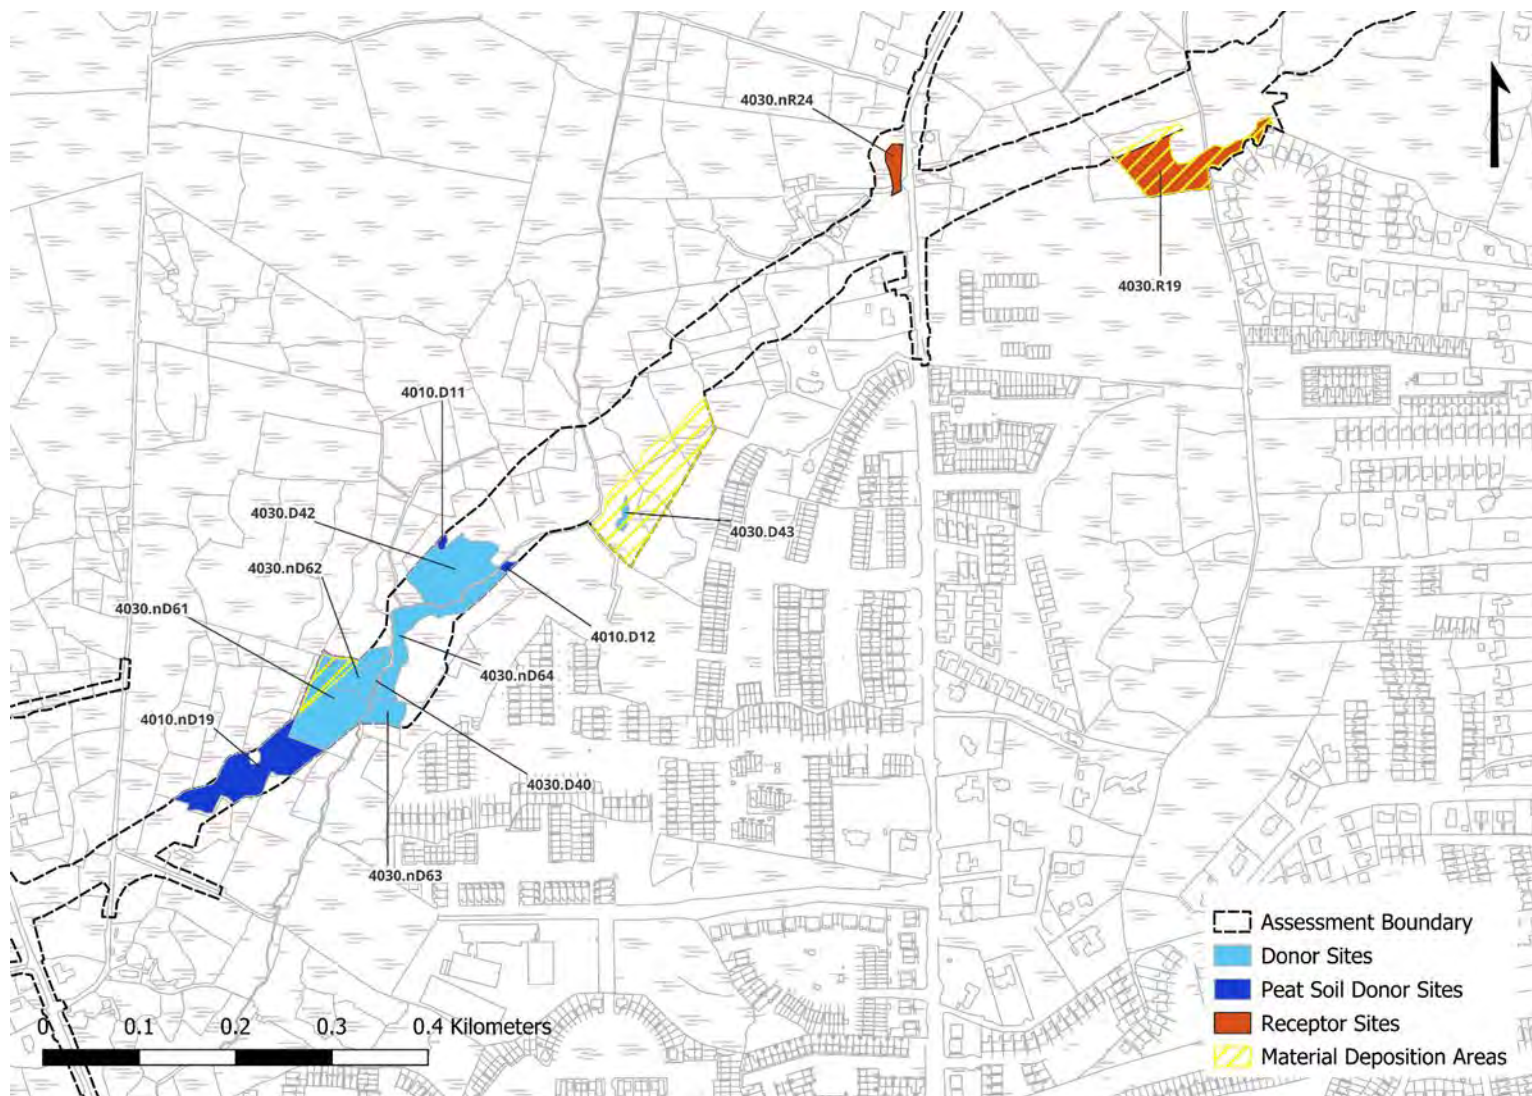 4030.nR24
4030.R19
4010.D11
4030.D42
4030.D43
4030.nD62
4030.nD61
4010.D12
4030.nD64
4010.nD19
4030.D40
4030.nD63
Assessment Boundary
Donor Sites
Peat Soil Donor Sites
Receptor Sites
Material Deposition Areas
0 0.1 0.2 0.3 0.4 Kilometers